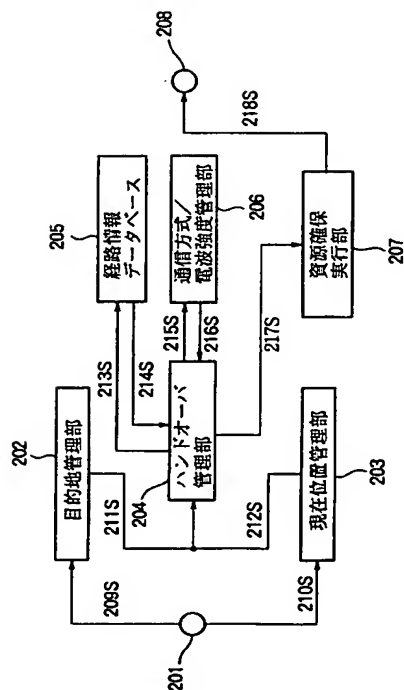 201
209S
210S
202
目的地管理部
211S
212S
現在位置管理部
203
204
ハンドオーバ
管理部
213S
214S
215S
216S
217S
205
経路情報
データベース
通信方式/
電波強度管理部
206
資源確保
実行部
207
218S
208